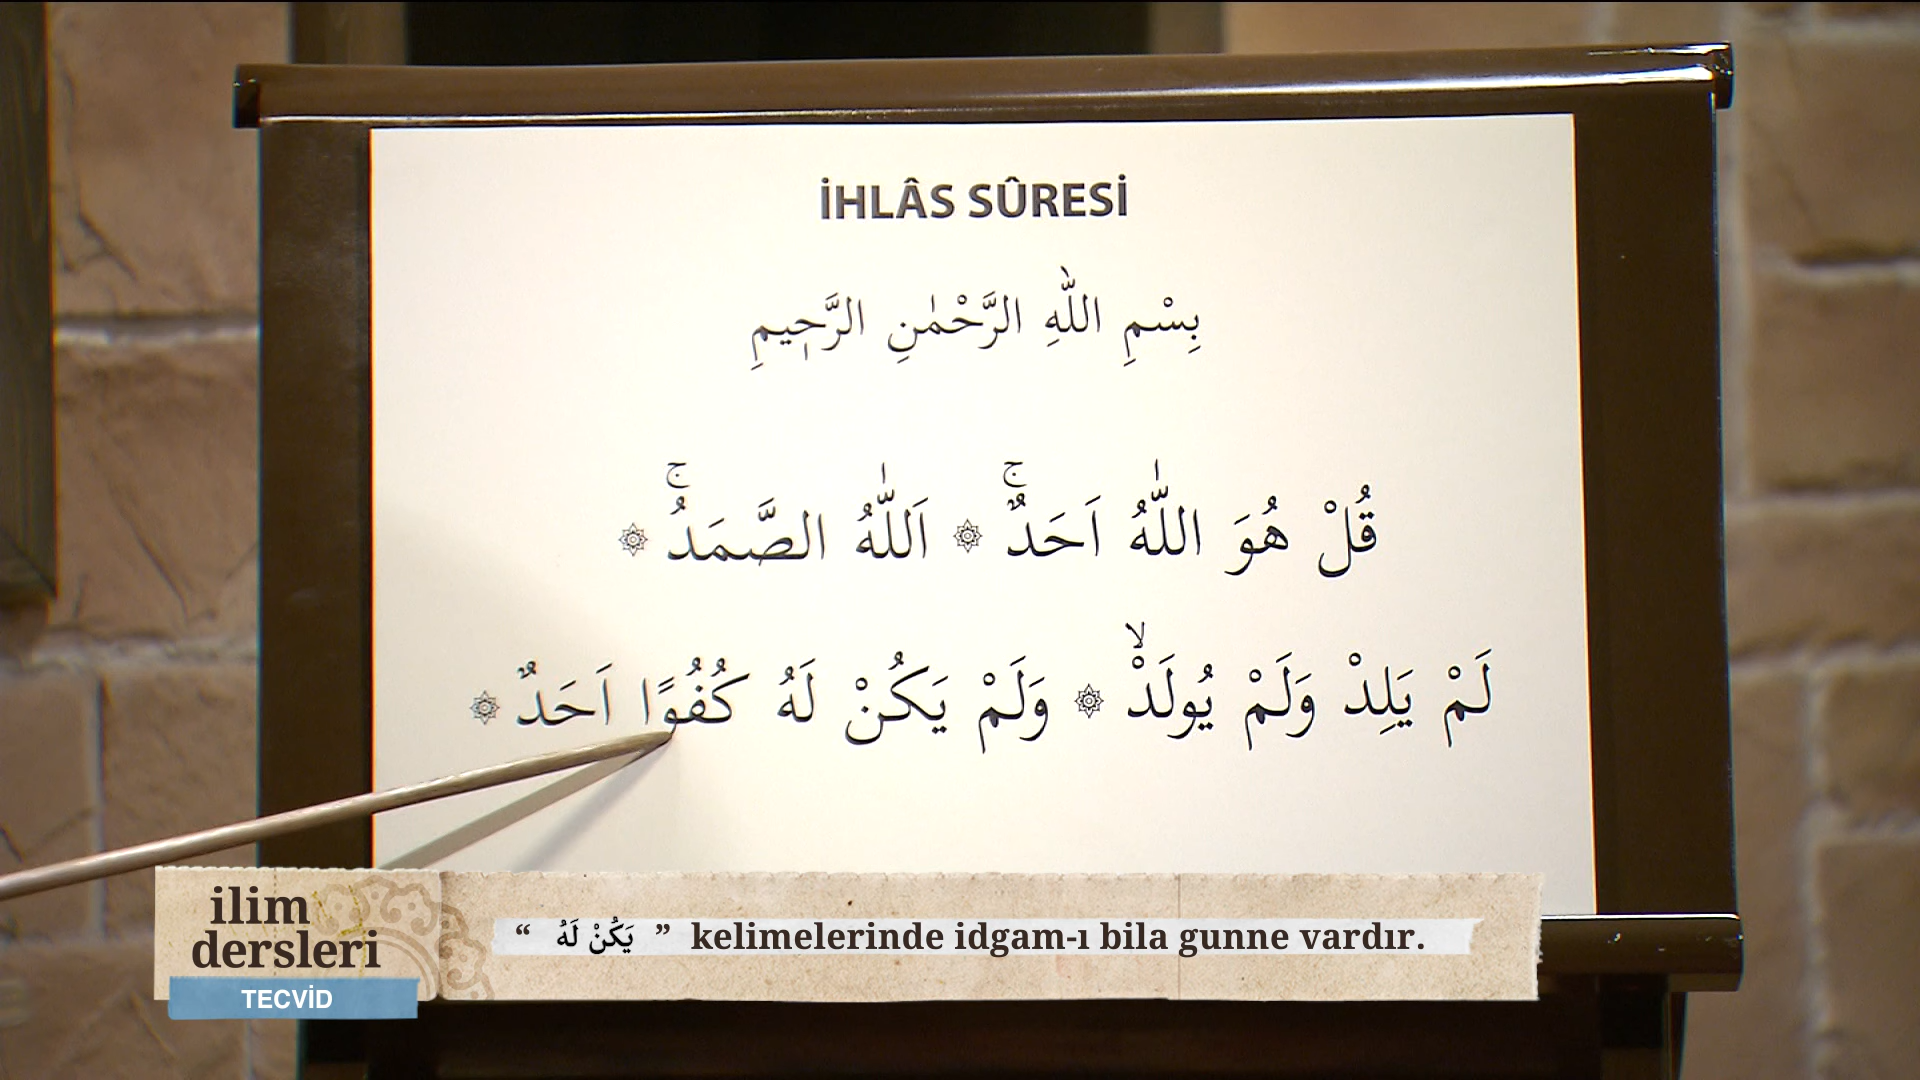 İHLÂS SÛRESİ
بِسْمِ اللّٰهِ الرَّحْمٰنِ الرَّحٖيمِ
قُلْ هُوَ اللّٰهُ اَحَدٌۚ ۞ اَللّٰهُ الصَّمَدُۚ ۞
لَمْ يَلِدْ وَلَمْ يُولَدْۙ ۞ وَلَمْ يَكُنْ لَهُ كُفُوًا اَحَدٌ ۞
ilim
dersleri
TECVİD
“ يَكُنْ لَهُ ” kelimelerinde idgam-ı bila gunne vardır.